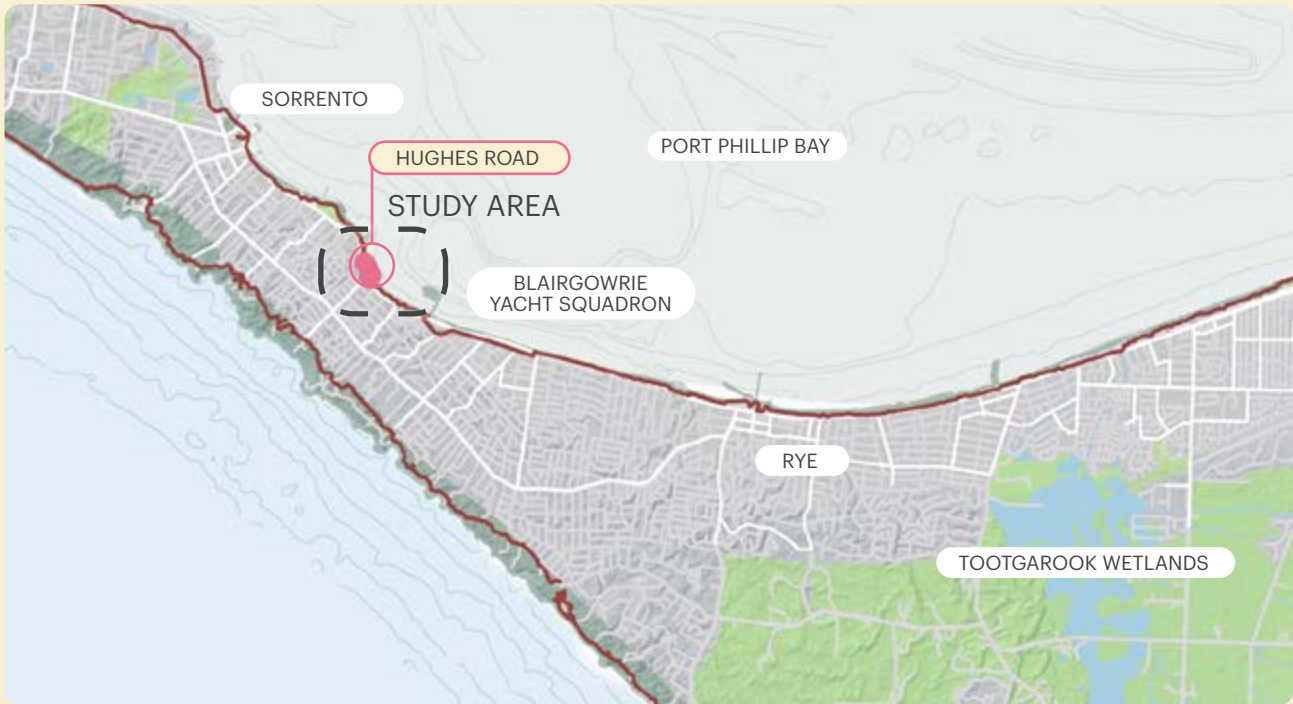 SORRENTO
PORT PHILLIP BAY
HUGHES ROAD
STUDY AREA
BLAIRGOWRIE
YACHT SQUADRON
RYE
TOOTGAROOK WETLANDS